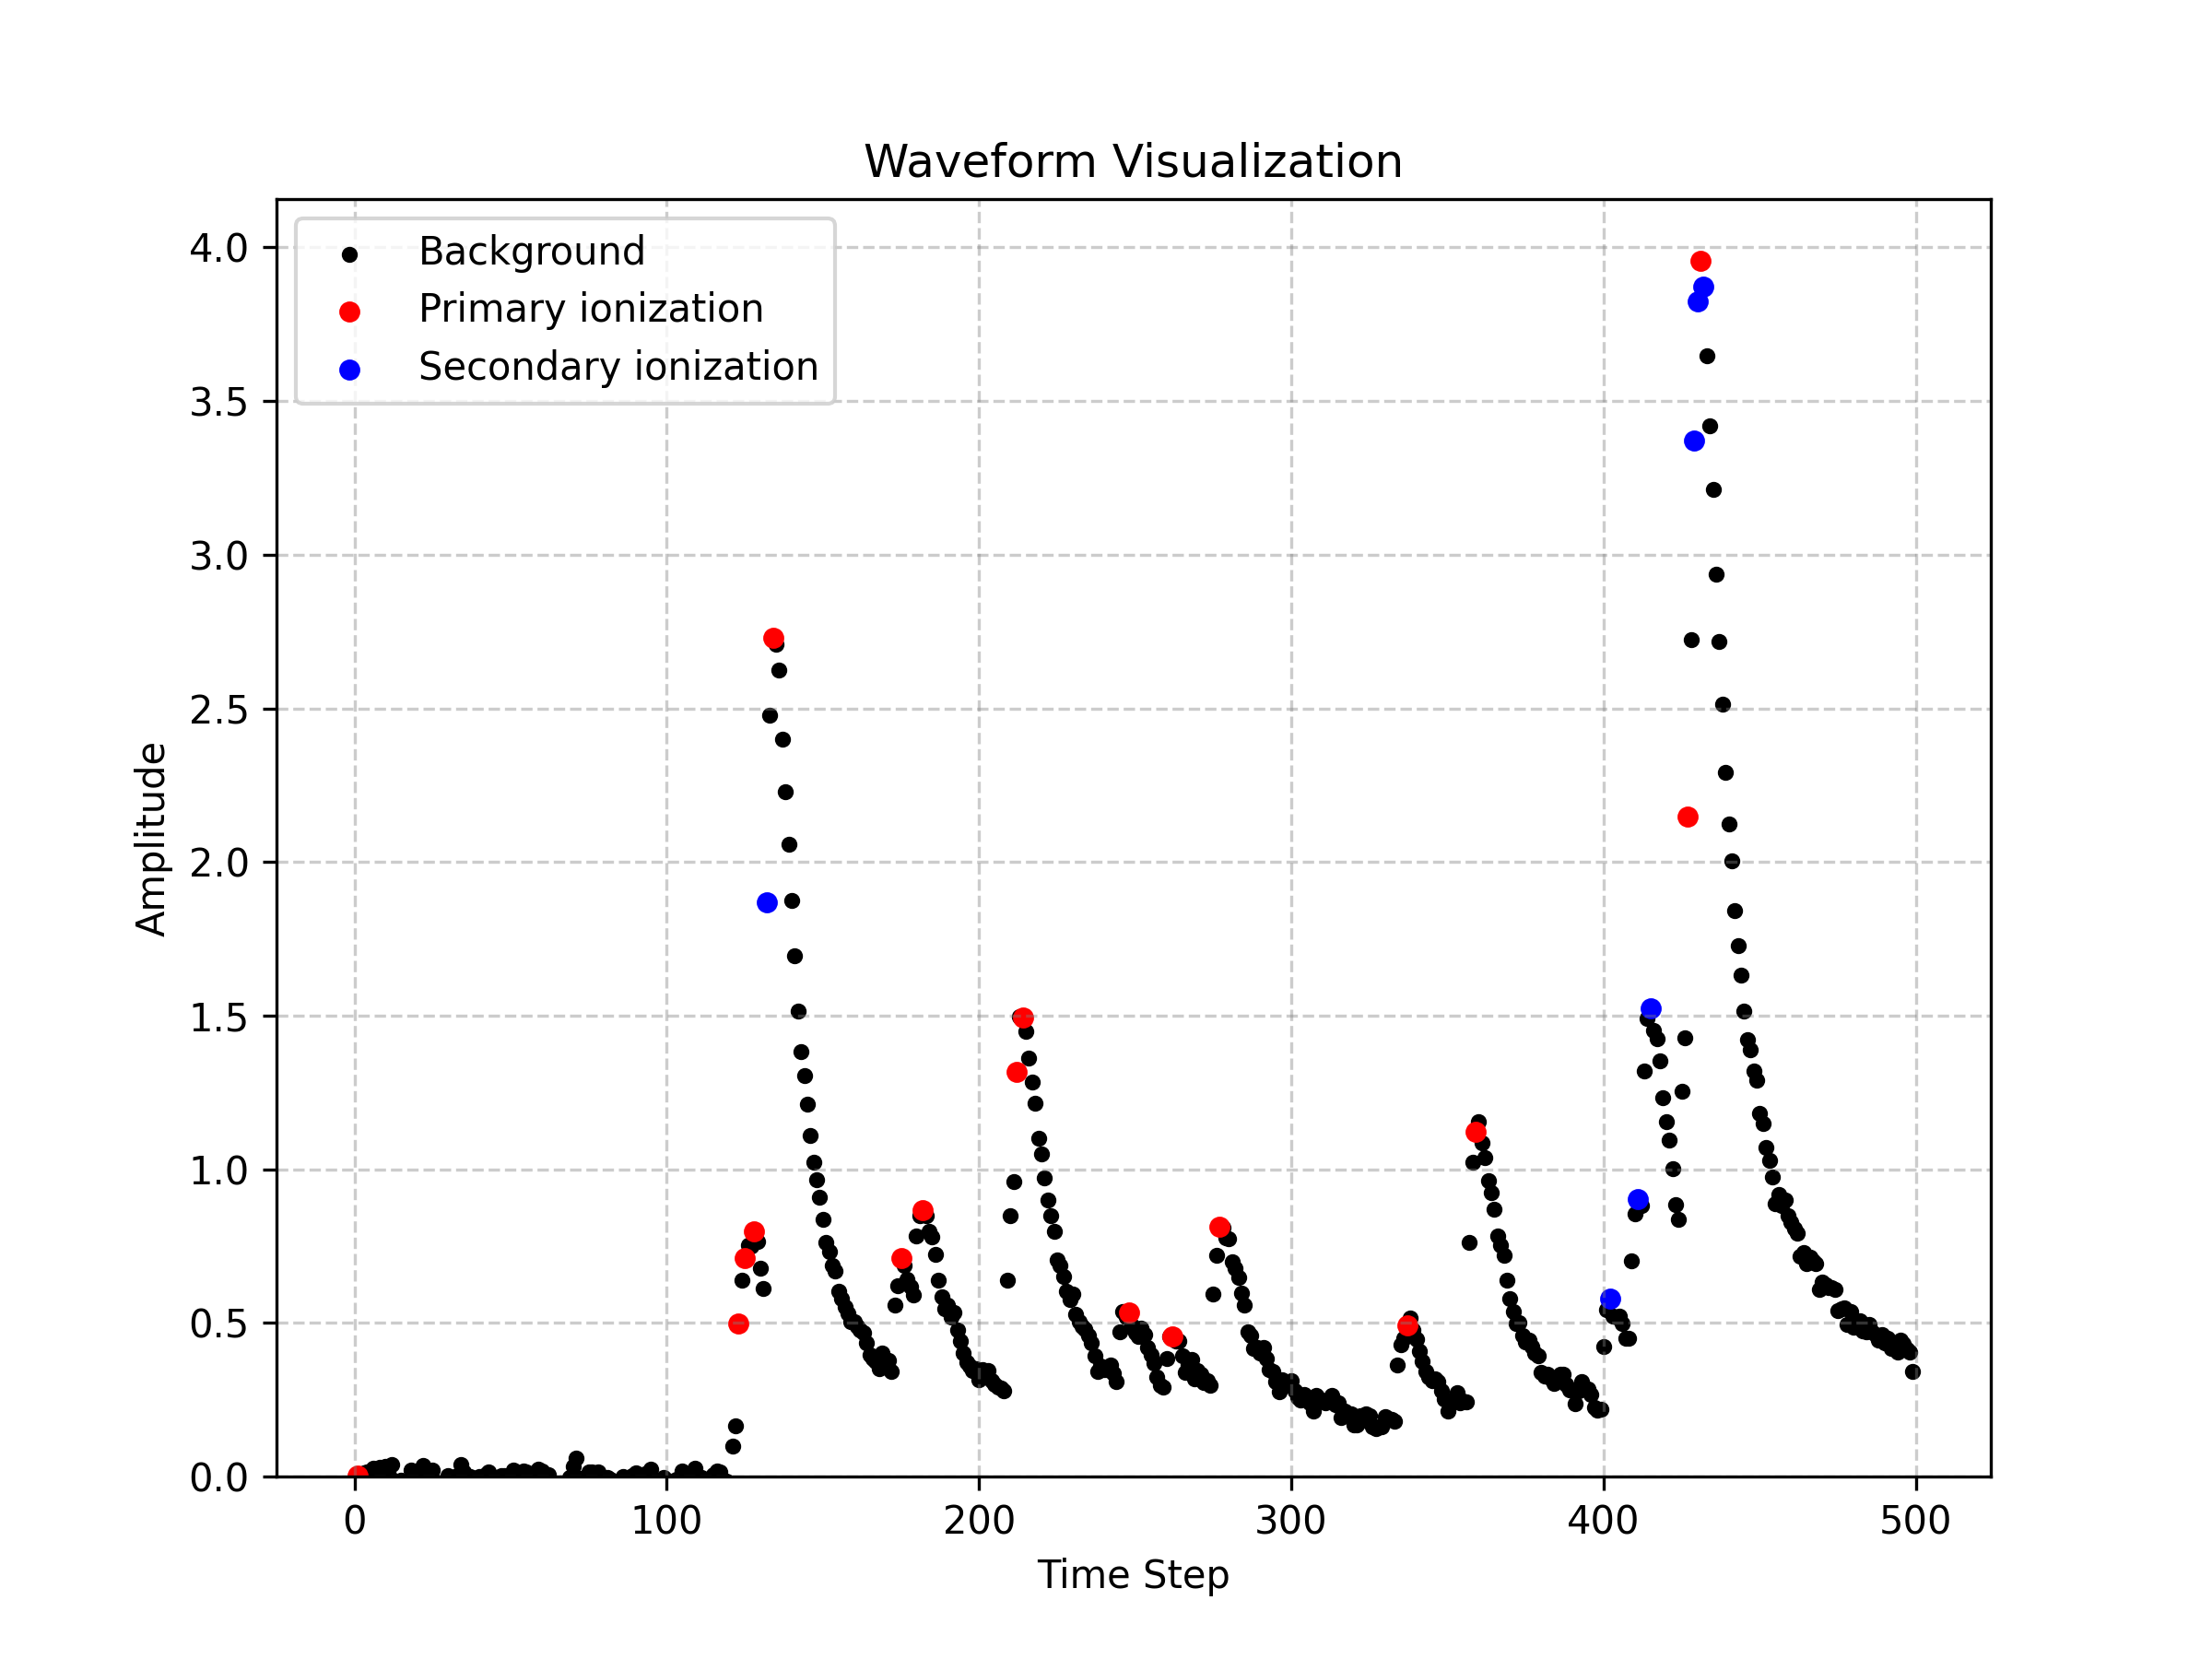 Waveform Visualization
Background
Primary ionization
Secondary ionization
4.0
3.5
3.0
2.5
2.0
1.5
1.0
0.5
0.0
Amplitude
0 100 200 300 400 500
Time Step